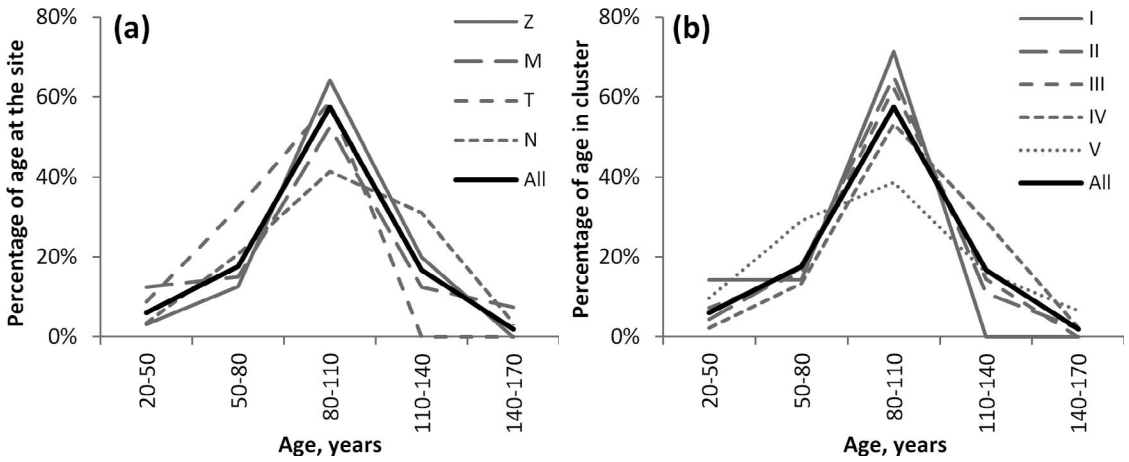 (a)
Percentage of age at the site
80%
60%
40%
20%
0%
20-50
50-80
80-110
110-140
140-170
Age, years
Z
M
T
N
All
(b)
Percentage of age in cluster
80%
60%
40%
20%
0%
20-50
50-80
80-110
110-140
140-170
Age, years
I
II
III
IV
V
All